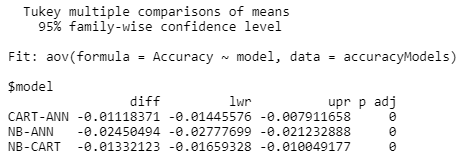 Tukey multiple comparisons of means
95% family-wise confidence level
Fit: aov(formula = Accuracy ~ model, data = accuracyModels)
$model
diff lwr upr p adj
CART-ANN -0.01118371 -0.01445576 -0.007911658 0
NB-ANN -0.02450494 -0.02777699 -0.021232888 0
NB-CART -0.01332123 -0.01659328 -0.010049177 0